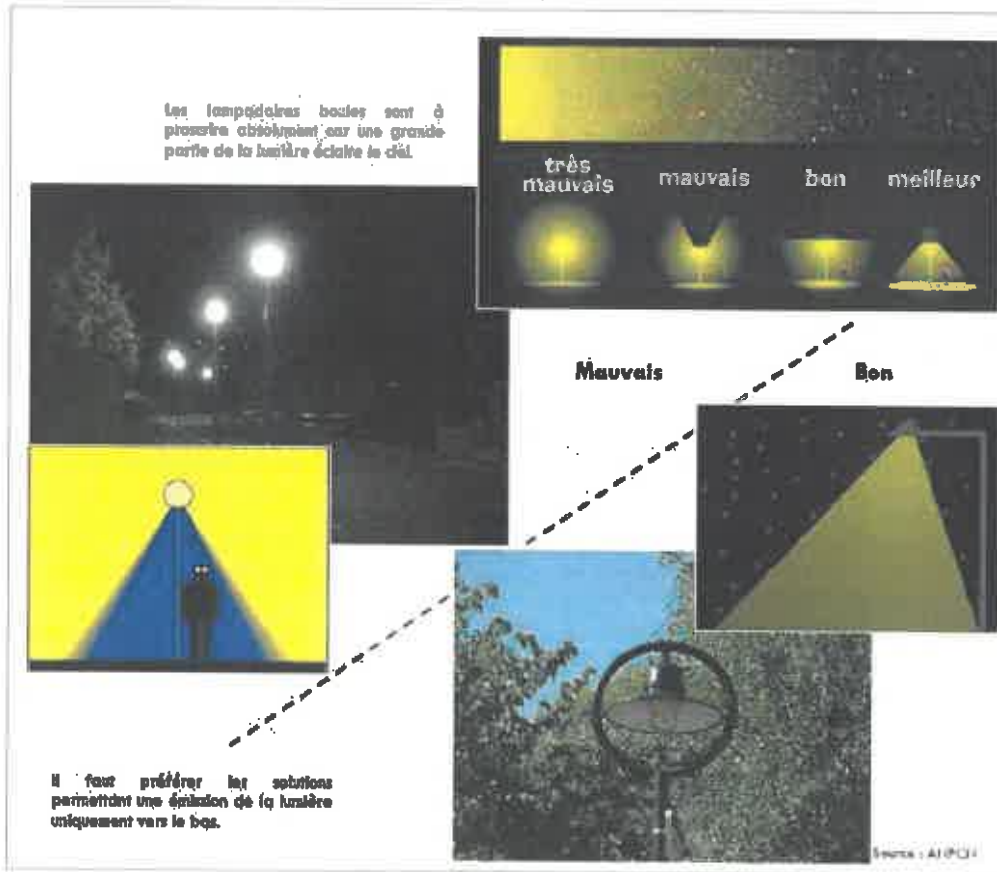 Les lampadaires boules sont à
proscrire absolument car une grande
partie de la lumière éclaire le ciel.
très
mauvais
mauvais
bon
meilleur
Mauvais
Bon
Il faut préférer les solutions
permettant une émission de la lumière
uniquement vers le bas.
Source :